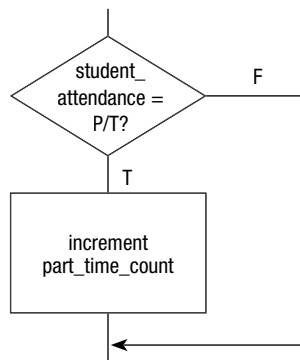 student_
attendance =
P/T?
F
T
increment
part_time_count